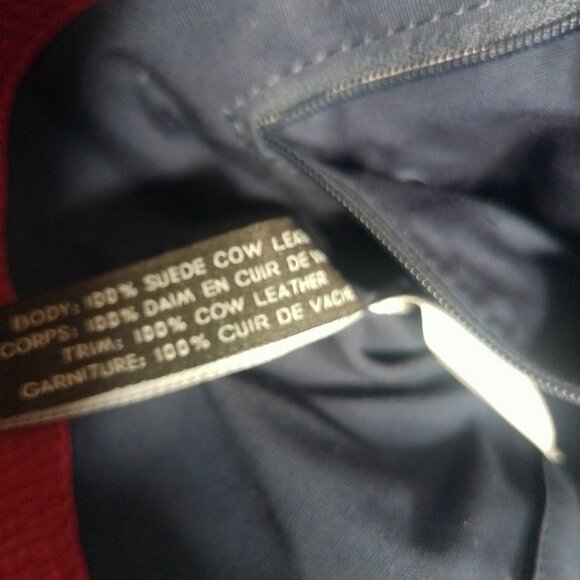 BODY: 100% SUEDE COW LEA
CORPS: 100% DAIM EN CUIR DE
TRIM: 100% COW LEATHER
GARNITURE: 100% CUIR DE VACHE